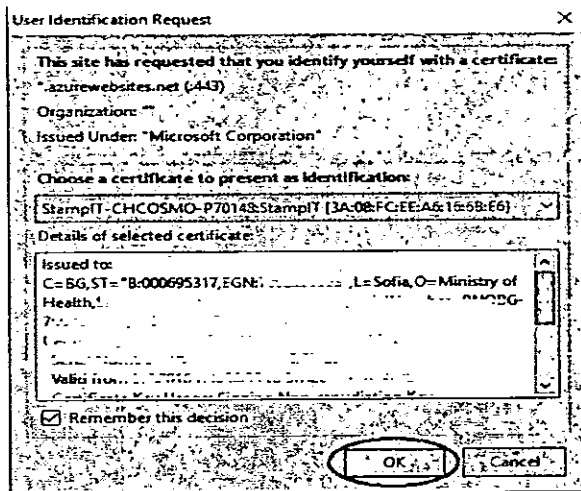 User Identification Request
This site has requested that you identify yourself with a certificate:
*.azurewebsites.net (:443)
Organization: ""
Issued Under: "Microsoft Corporation"
Choose a certificate to present as identification:
StampIT-CHCOSMO-P70148:StampIT [3A:08:FC:EE:A6:16:6B:E6]
Details of selected certificate:
Issued to:
C=BG,ST="B:000695317,EGN: ,L=Sofia,O=Ministry of
Health,
Valid from
Remember this decision
OK
Cancel